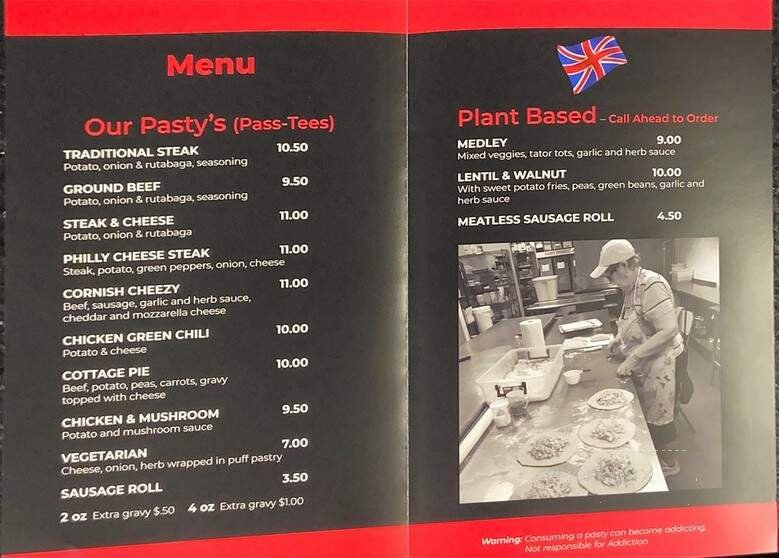 Menu
Our Pasty's (Pass-Tees)
TRADITIONAL STEAK 10.50
Potato, onion & rutabaga, seasoning
GROUND BEEF 9.50
Potato, onion & rutabaga, seasoning
STEAK & CHEESE 11.00
Potato, onion & rutabaga
PHILLY CHEESE STEAK 11.00
Steak, potato, green peppers, onion, cheese
CORNISH CHEEZY 11.00
Beef, sausage, garlic and herb sauce,
cheddar and mozzarella cheese
CHICKEN GREEN CHILI 10.00
Potato & cheese
COTTAGE PIE 10.00
Beef, potato, peas, carrots, gravy
topped with cheese
CHICKEN & MUSHROOM 9.50
Potato and mushroom sauce
VEGETARIAN 7.00
Cheese, onion, herb wrapped in puff pastry
SAUSAGE ROLL 3.50
2 oz Extra gravy $.50 4 oz Extra gravy $1.00
Plant Based – Call Ahead to Order
MEDLEY 9.00
Mixed veggies, tator tots, garlic and herb sauce
LENTIL & WALNUT 10.00
With sweet potato fries, peas, green beans, garlic and
herb sauce
MEATLESS SAUSAGE ROLL 4.50
Warning: Consuming a pasty can become addicting.
Not responsible for Addiction